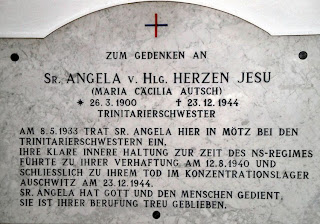 ZUM GEDENKEN AN
SR. ANGELA V. HLG. HERZEN JESU
(MARIA CÄCILIA AUTSCH)
* 26.3.1900 † 23.12.1944
TRINITARIERSCHWESTER
AM 8.5.1933 TRAT SR. ANGELA HIER IN MÖTZ BEI DEN
TRINITARIERSCHWESTERN EIN.
IHRE KLARE INNERE HALTUNG ZUR ZEIT DES NS-REGIMES
FÜHRTE ZU IHRER VERHAFTUNG AM 12.8.1940 UND
SCHLIESSLICH ZU IHREM TOD IM KONZENTRATIONSLAGER
AUSCHWITZ AM 23.12.1944.
SR. ANGELA HAT GOTT UND DEN MENSCHEN GEDIENT,
SIE IST IHRER BERUFUNG TREU GEBLIEBEN.